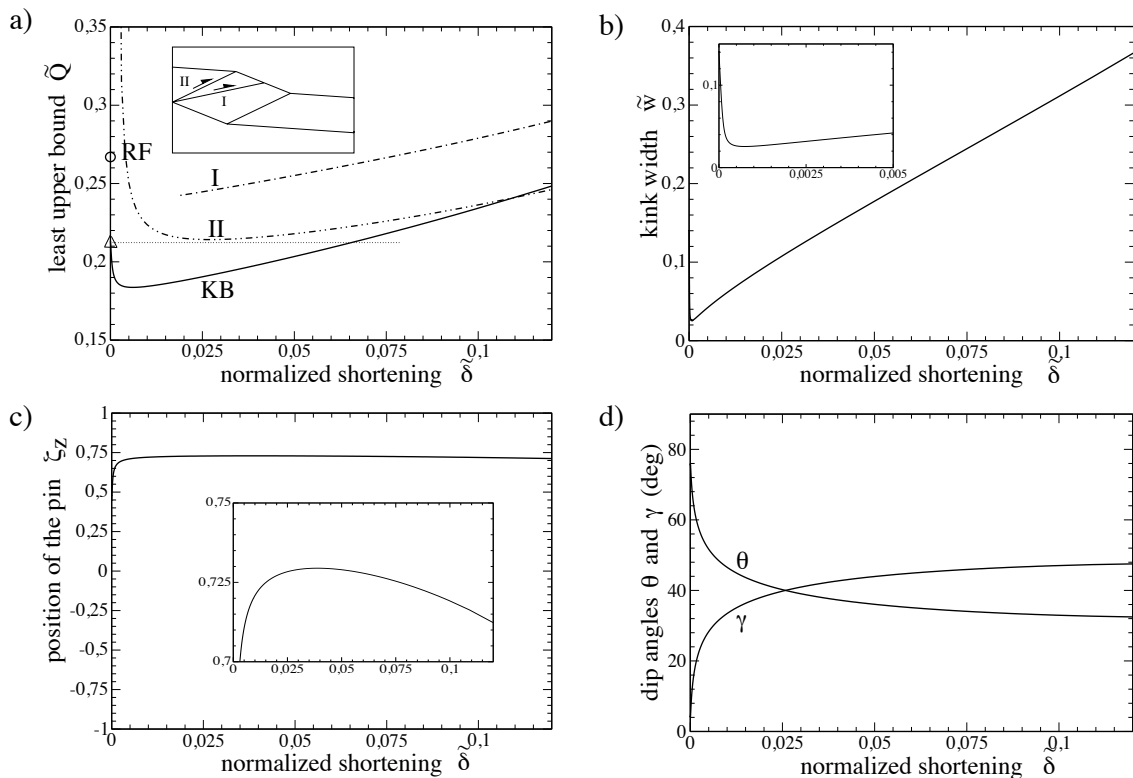 a)
least upper bound Q̃
0,35
0,3
0,25
0,2
0,15
II
I
RF
I
II
KB
0
0,025
0,05
0,075
0,1
normalized shortening δ̃
b)
kink width w̃
0,4
0,3
0,2
0,1
0
0,1
0
0
0,0025
0,005
0
0,025
0,05
0,075
0,1
normalized shortening δ̃
c)
position of the pin ζz
1
0,75
0,5
0,25
0
-0,25
-0,5
-0,75
-1
0,75
0,725
0,7
0
0,025
0,05
0,075
0,1
0
0,025
0,05
0,075
0,1
normalized shortening δ̃
d)
dip angles θ and γ (deg)
80
60
40
20
0
θ
γ
0
0,025
0,05
0,075
0,1
normalized shortening δ̃